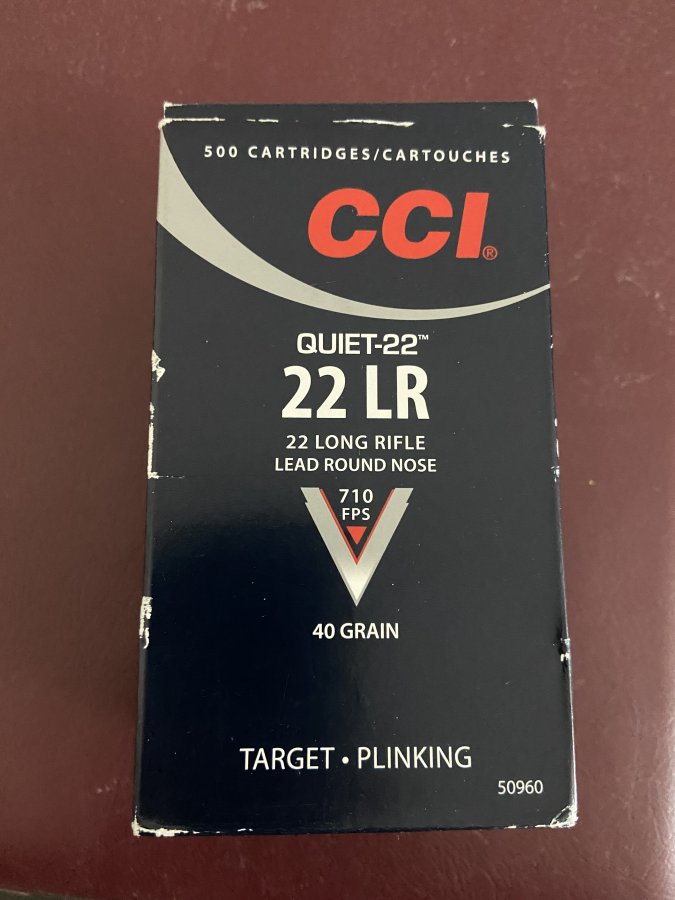 500 CARTRIDGES/CARTOUCHES
CCI®
QUIET-22™
22 LR
22 LONG RIFLE
LEAD ROUND NOSE
710
FPS
40 GRAIN
TARGET • PLINKING
50960